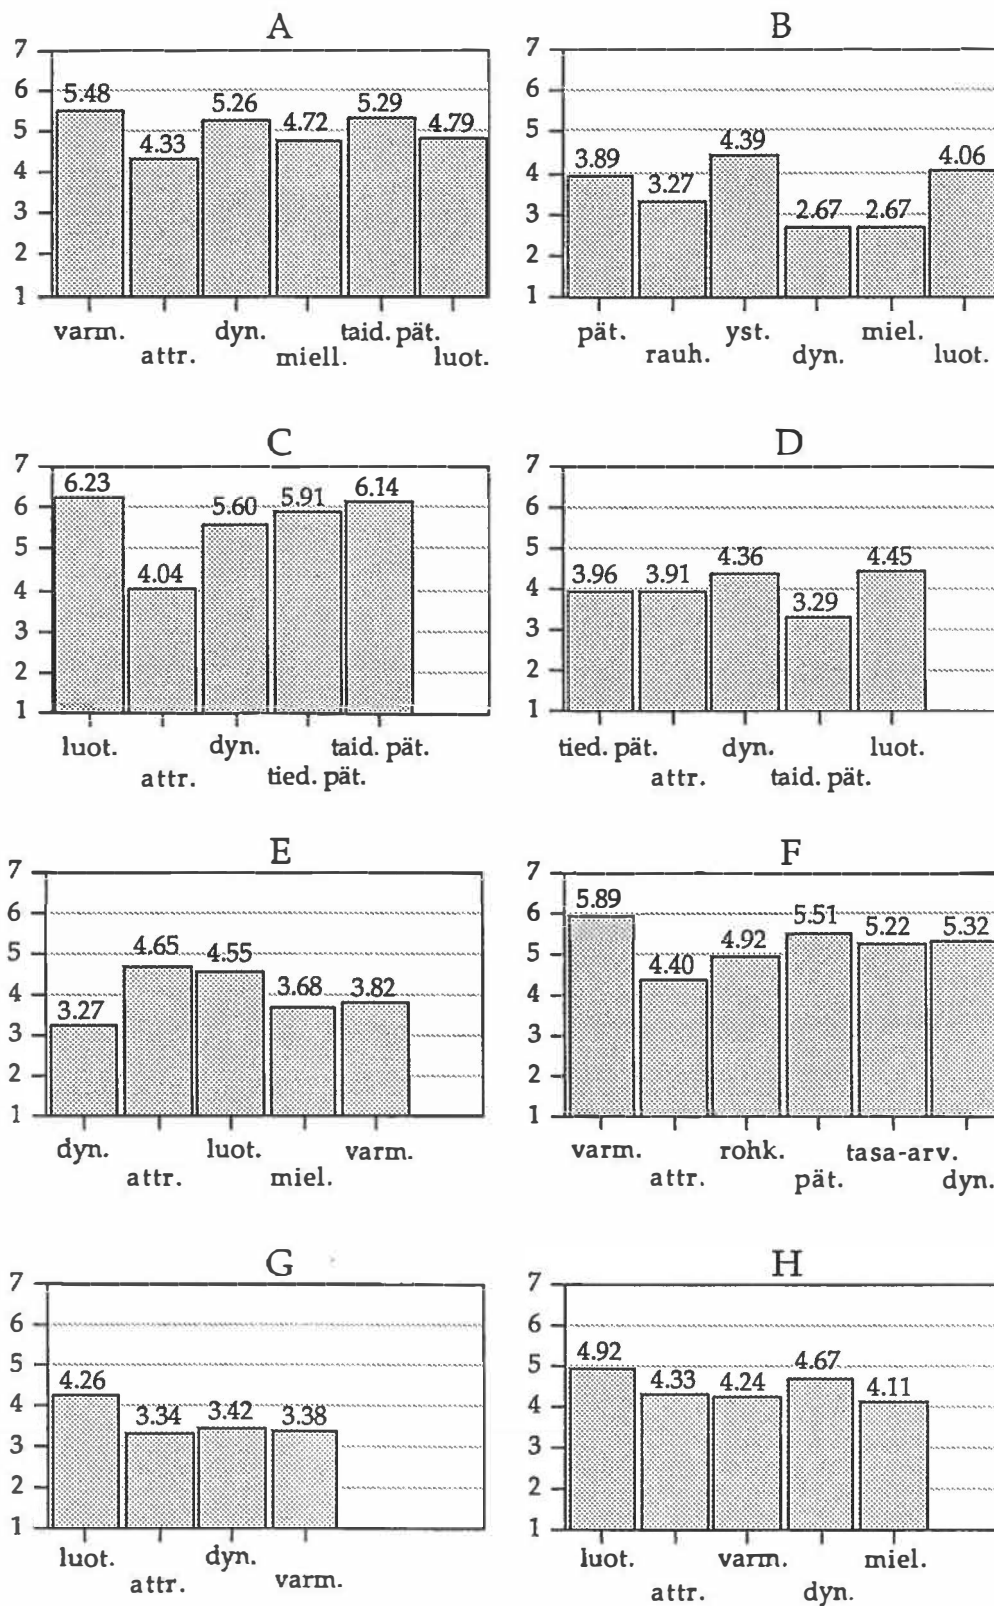 A
7
6
5
4
3
2
1
5.48
4.33
5.26
4.72
5.29
4.79
varm.
attr.
dyn.
miell.
taid. pät.
luot.
B
7
6
5
4
3
2
1
3.89
3.27
4.39
2.67
2.67
4.06
pät.
rauh.
yst.
dyn.
miel.
luot.
C
7
6
5
4
3
2
1
6.23
4.04
5.60
5.91
6.14
luot.
attr.
dyn.
tied. pät.
taid. pät.
D
7
6
5
4
3
2
1
3.96
3.91
4.36
3.29
4.45
tied. pät.
attr.
dyn.
taid. pät.
luot.
E
7
6
5
4
3
2
1
3.27
4.65
4.55
3.68
3.82
dyn.
attr.
luot.
miel.
varm.
F
7
6
5
4
3
2
1
5.89
4.40
4.92
5.51
5.22
5.32
varm.
attr.
rohk.
pät.
tasa-arv.
dyn.
G
7
6
5
4
3
2
1
4.26
3.34
3.42
3.38
luot.
attr.
dyn.
varm.
H
7
6
5
4
3
2
1
4.92
4.33
4.24
4.67
4.11
luot.
attr.
varm.
dyn.
miel.